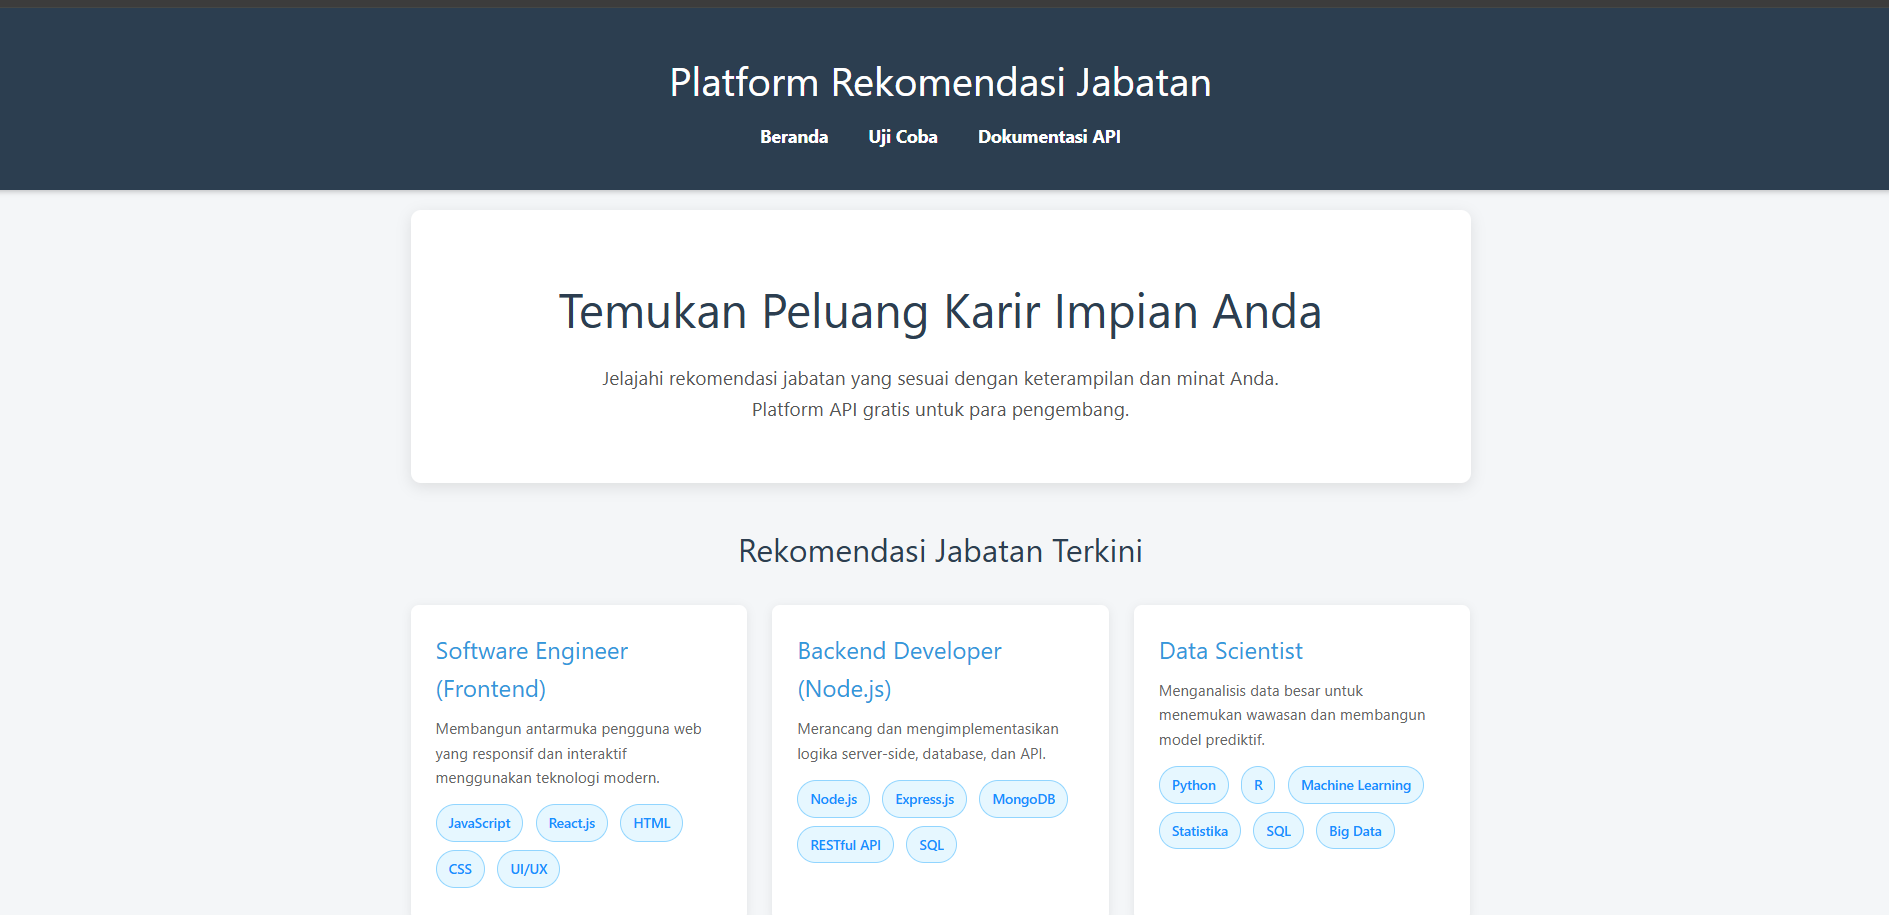 Platform Rekomendasi Jabatan
Beranda Uji Coba Dokumentasi API
Temukan Peluang Karir Impian Anda
Jelajahi rekomendasi jabatan yang sesuai dengan keterampilan dan minat Anda.
Platform API gratis untuk para pengembang.
Rekomendasi Jabatan Terkini
Software Engineer
(Frontend)
Membangun antarmuka pengguna web
yang responsif dan interaktif
menggunakan teknologi modern.
JavaScript React.js HTML
CSS UI/UX
Backend Developer
(Node.js)
Merancang dan mengimplementasikan
logika server-side, database, dan API.
Node.js Express.js MongoDB
RESTful API SQL
Data Scientist
Menganalisis data besar untuk
menemukan wawasan dan membangun
model prediktif.
Python R Machine Learning
Statistika SQL Big Data